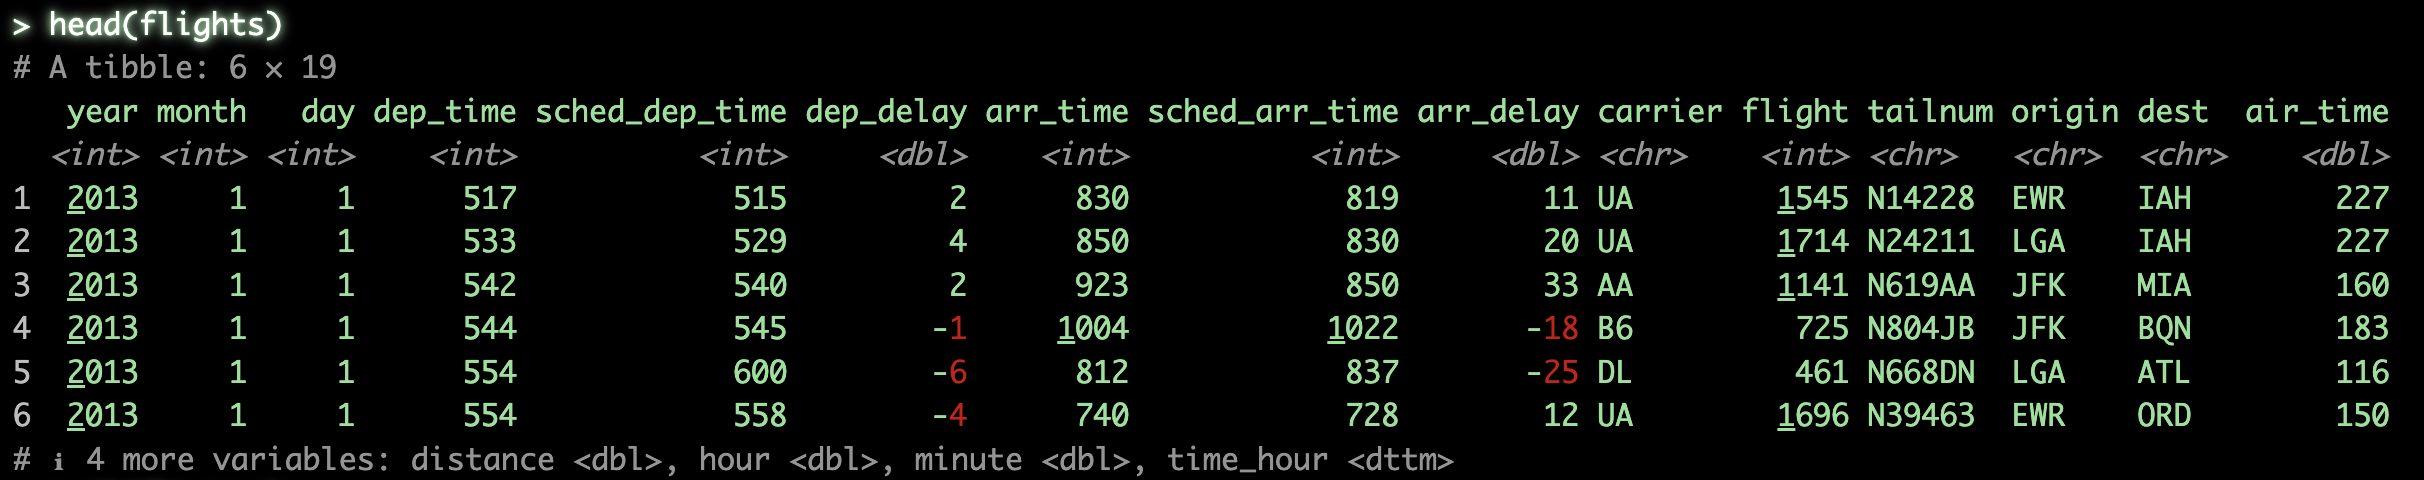 > head(flights)
# A tibble: 6 × 19
   year month   day dep_time sched_dep_time dep_delay arr_time sched_arr_time arr_delay carrier flight tailnum origin dest  air_time
  <int> <int> <int>    <int>          <int>     <dbl>    <int>          <int>     <dbl> <chr>    <int> <chr>   <chr>  <chr>    <dbl>
1  2013     1     1      517            515         2      830            819        11 UA        1545 N14228  EWR    IAH        227
2  2013     1     1      533            529         4      850            830        20 UA        1714 N24211  LGA    IAH        227
3  2013     1     1      542            540         2      923            850        33 AA        1141 N619AA  JFK    MIA        160
4  2013     1     1      544            545        -1     1004           1022       -18 B6         725 N804JB  JFK    BQN        183
5  2013     1     1      554            600        -6      812            837       -25 DL         461 N668DN  LGA    ATL        116
6  2013     1     1      554            558        -4      740            728        12 UA        1696 N39463  EWR    ORD        150
# ℹ 4 more variables: distance <dbl>, hour <dbl>, minute <dbl>, time_hour <dttm>